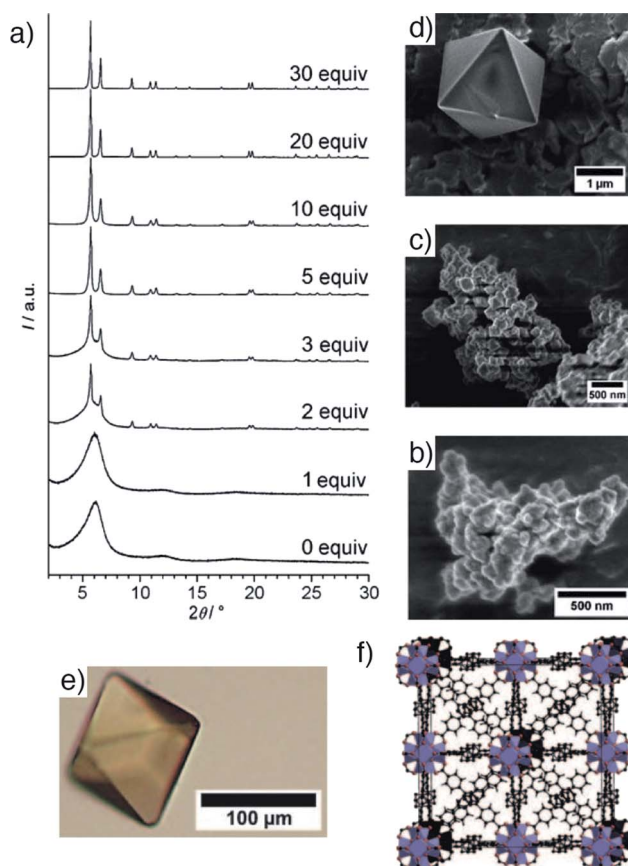 a)
30 equiv
20 equiv
10 equiv
5 equiv
3 equiv
2 equiv
1 equiv
0 equiv
I / a.u.
5 10 15 20 25 30
2θ/ °
d)
1 µm
c)
500 nm
b)
500 nm
e)
100 µm
f)